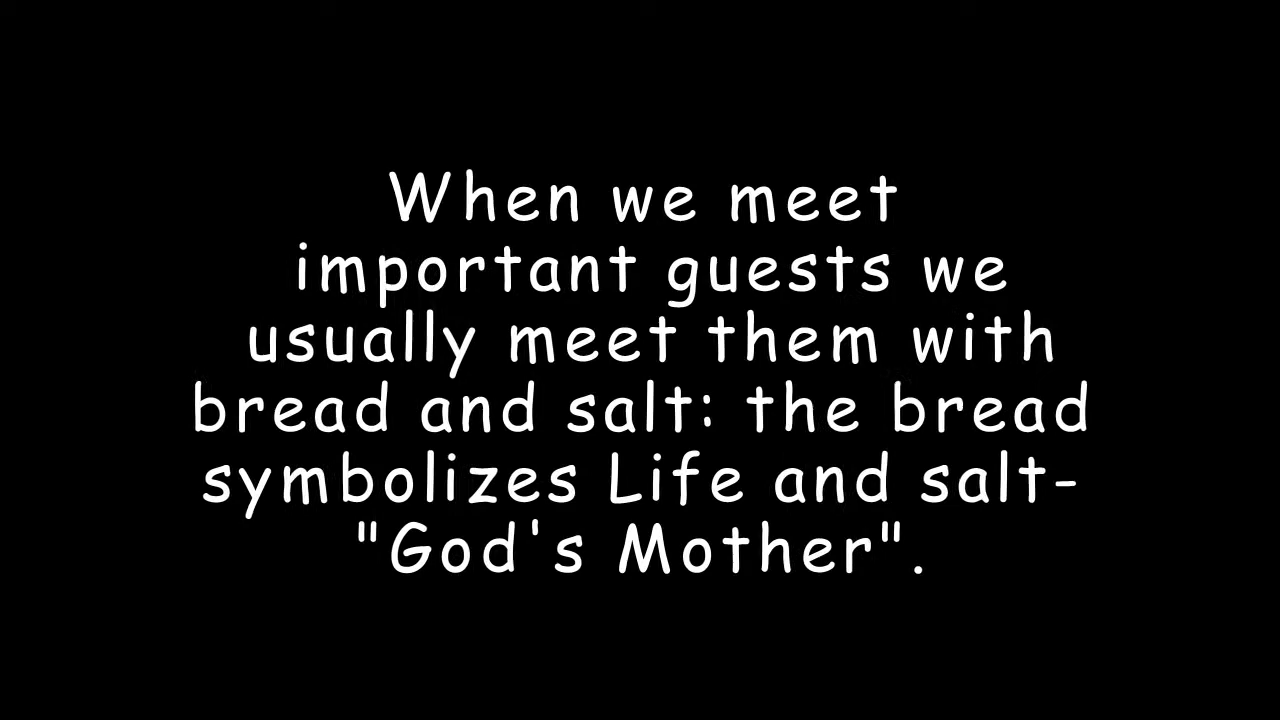 When we meet
important guests we
usually meet them with
bread and salt: the bread
symbolizes Life and salt-
"God's Mother".